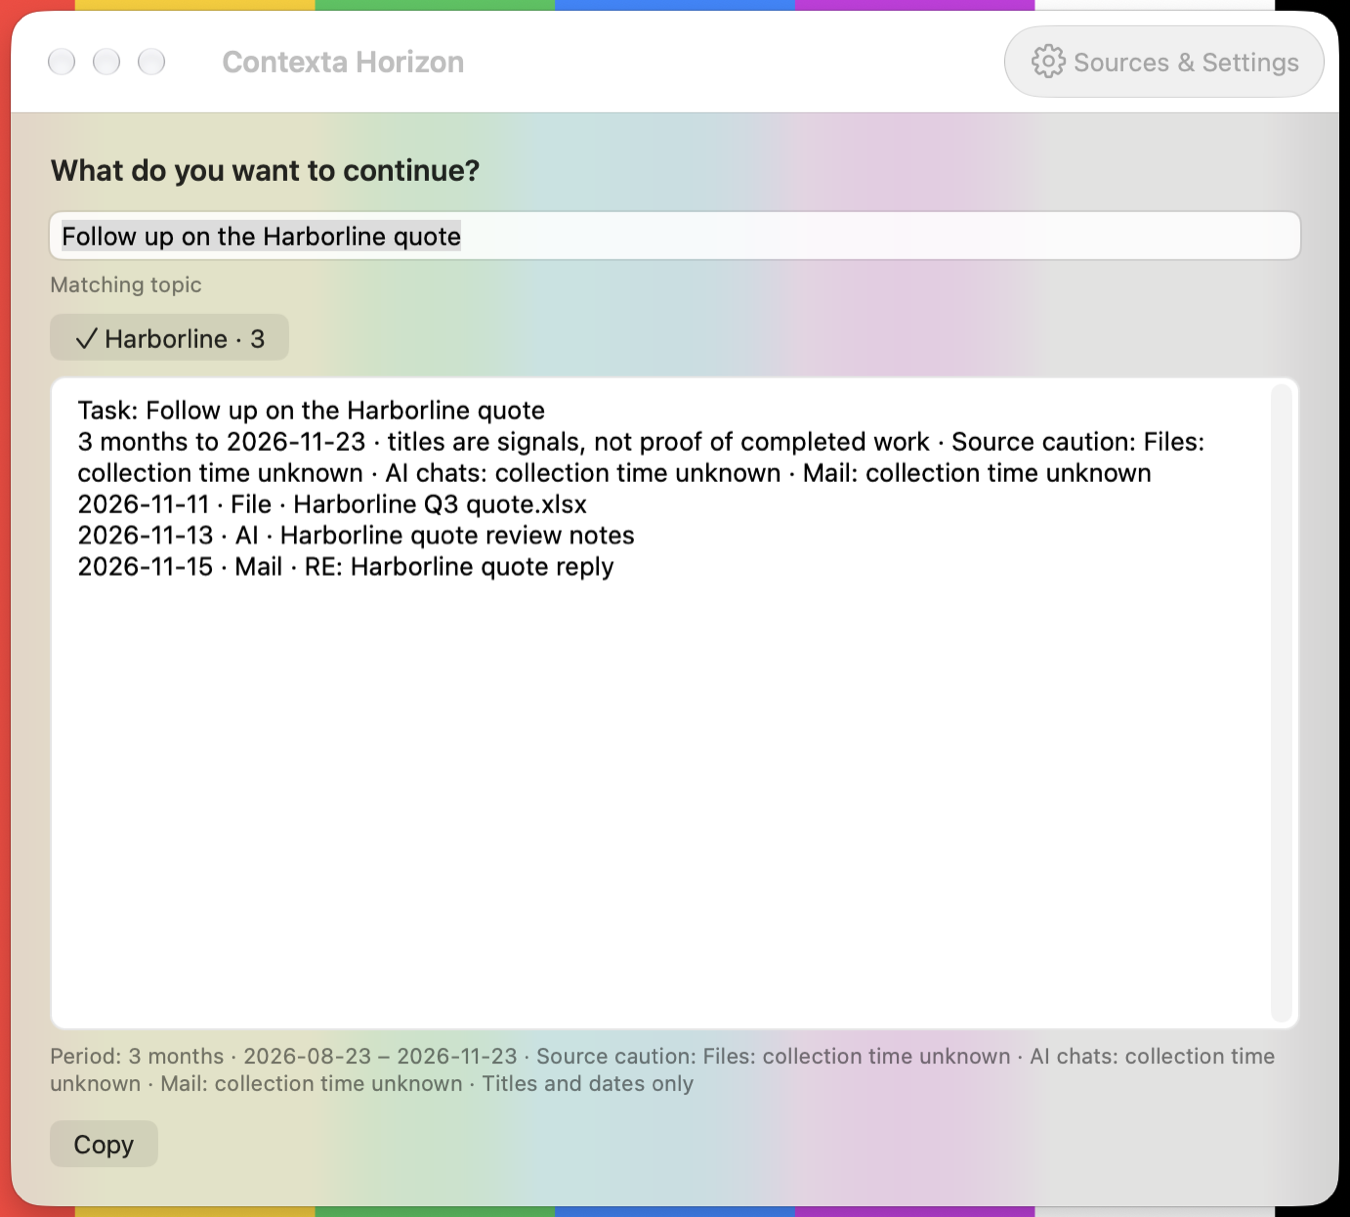 Contexta Horizon
Sources & Settings
What do you want to continue?
Follow up on the Harborline quote
Matching topic
✓ Harborline · 3
Task: Follow up on the Harborline quote
3 months to 2026-11-23 · titles are signals, not proof of completed work · Source caution: Files:
collection time unknown · AI chats: collection time unknown · Mail: collection time unknown
2026-11-11 · File · Harborline Q3 quote.xlsx
2026-11-13 · AI · Harborline quote review notes
2026-11-15 · Mail · RE: Harborline quote reply
Period: 3 months · 2026-08-23 – 2026-11-23 · Source caution: Files: collection time unknown · AI chats: collection time
unknown · Mail: collection time unknown · Titles and dates only
Copy